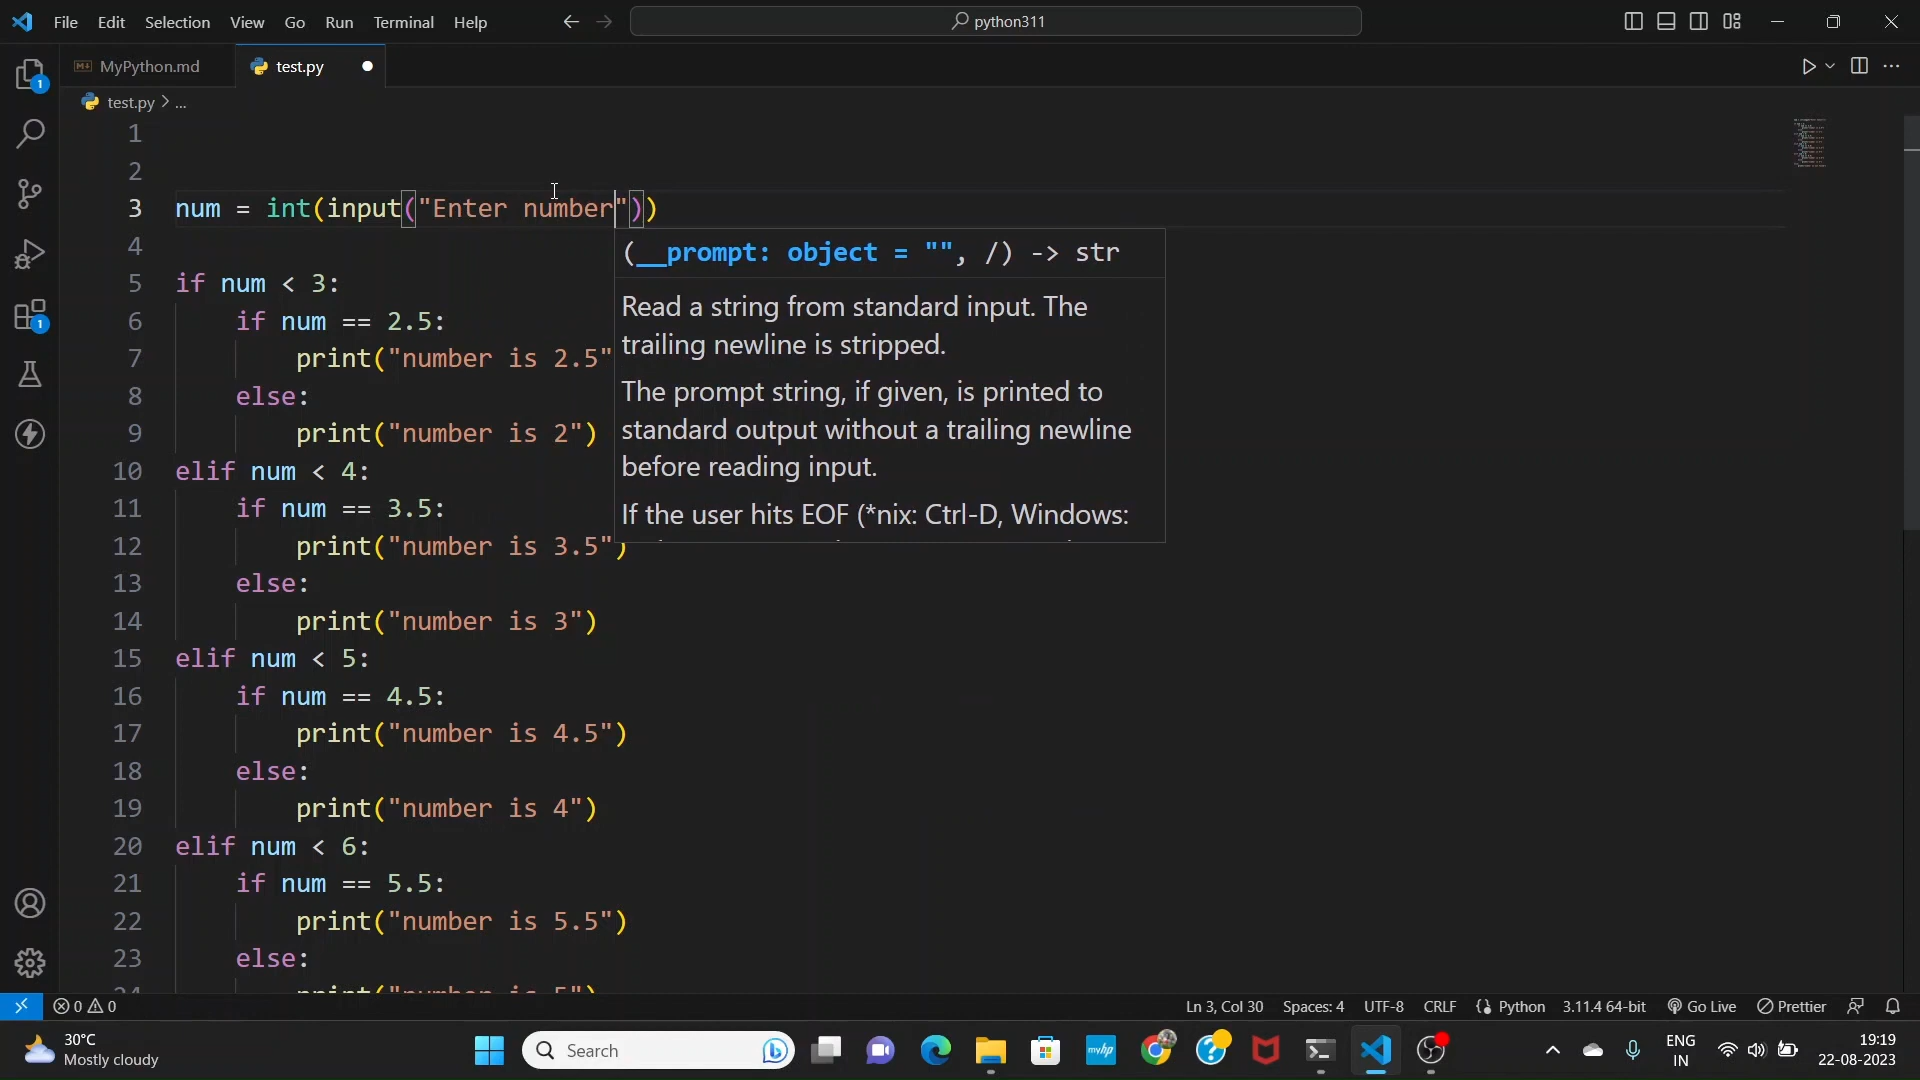 File Edit Selection View Go Run Terminal Help
python311
MyPython.md
test.py
test.py > ...
1
2
3 num = int(input("Enter number"))
4
(__prompt: object = "", /) -> str
Read a string from standard input. The
trailing newline is stripped.
The prompt string, if given, is printed to
standard output without a trailing newline
before reading input.
If the user hits EOF (*nix: Ctrl-D, Windows:
5 if num < 3:
6 if num == 2.5:
7 print("number is 2.5"
8 else:
9 print("number is 2")
10 elif num < 4:
11 if num == 3.5:
12 print("number is 3.5")
13 else:
14 print("number is 3")
15 elif num < 5:
16 if num == 4.5:
17 print("number is 4.5")
18 else:
19 print("number is 4")
20 elif num < 6:
21 if num == 5.5:
22 print("number is 5.5")
23 else:
24 print("number is 5")
1
1
0 0
Ln 3, Col 30 Spaces: 4 UTF-8 CRLF Python 3.11.4 64-bit Go Live Prettier
30°C
Mostly cloudy
Search
myhp
ENG
IN
19:19
22-08-2023